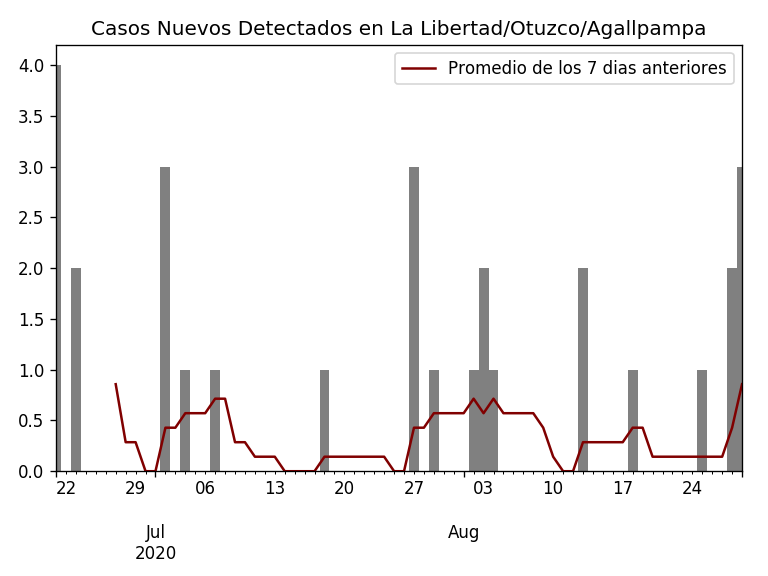 Casos Nuevos Detectados en La Libertad/Otuzco/Agallpampa
Promedio de los 7 dias anteriores
4.0
3.5
3.0
2.5
2.0
1.5
1.0
0.5
0.0
22 29 06 13 20 27 03 10 17 24
Jul Aug
2020